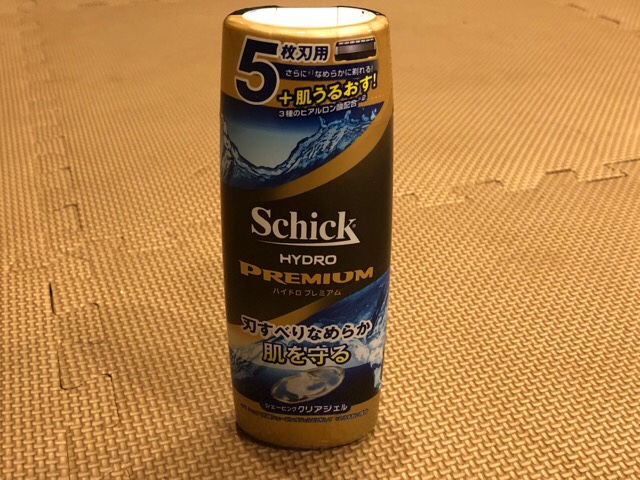 5枚刃用
さらに なめらかに剃れる!
+肌うるおす!
3種のヒアルロン酸配合
Schick
HYDRO
PREMIUM
ハイドロ プレミアム
刃すべりなめらか
肌を守る
シェービング クリアジェル